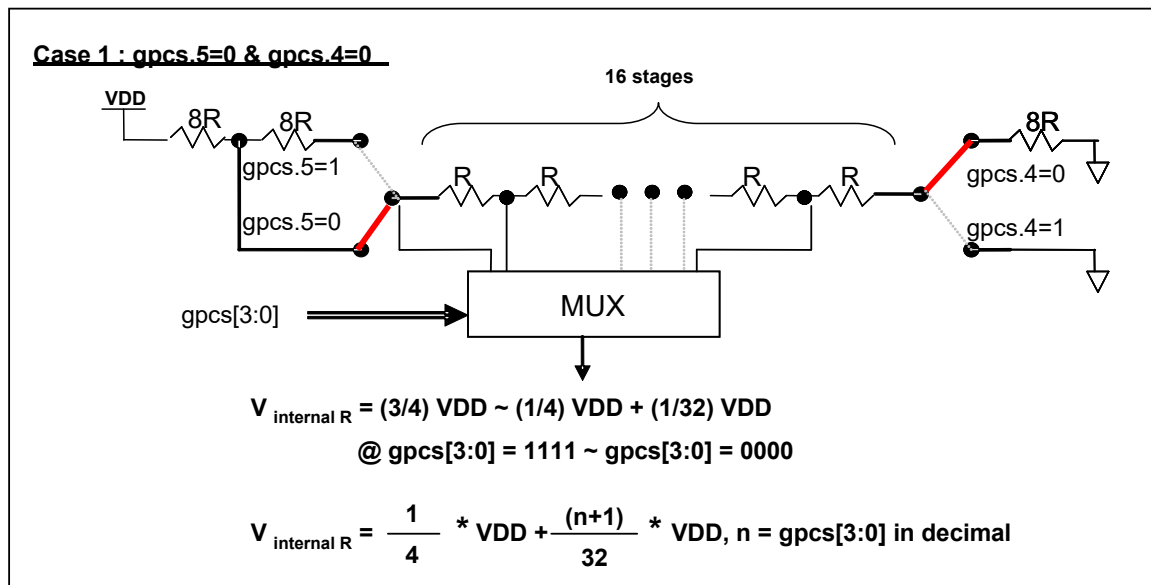 Case 1 : gpcs.5=0 & gpcs.4=0
16 stages
VDD
8R
8R
8R
gpcs.5=1
gpcs.4=0
R
R
R
R
gpcs.5=0
gpcs.4=1
MUX
gpcs[3:0]
V internal R = (3/4) VDD ~ (1/4) VDD + (1/32) VDD
@ gpcs[3:0] = 1111 ~ gpcs[3:0] = 0000
V internal R = 1/4 * VDD + (n+1)/32 * VDD, n = gpcs[3:0] in decimal